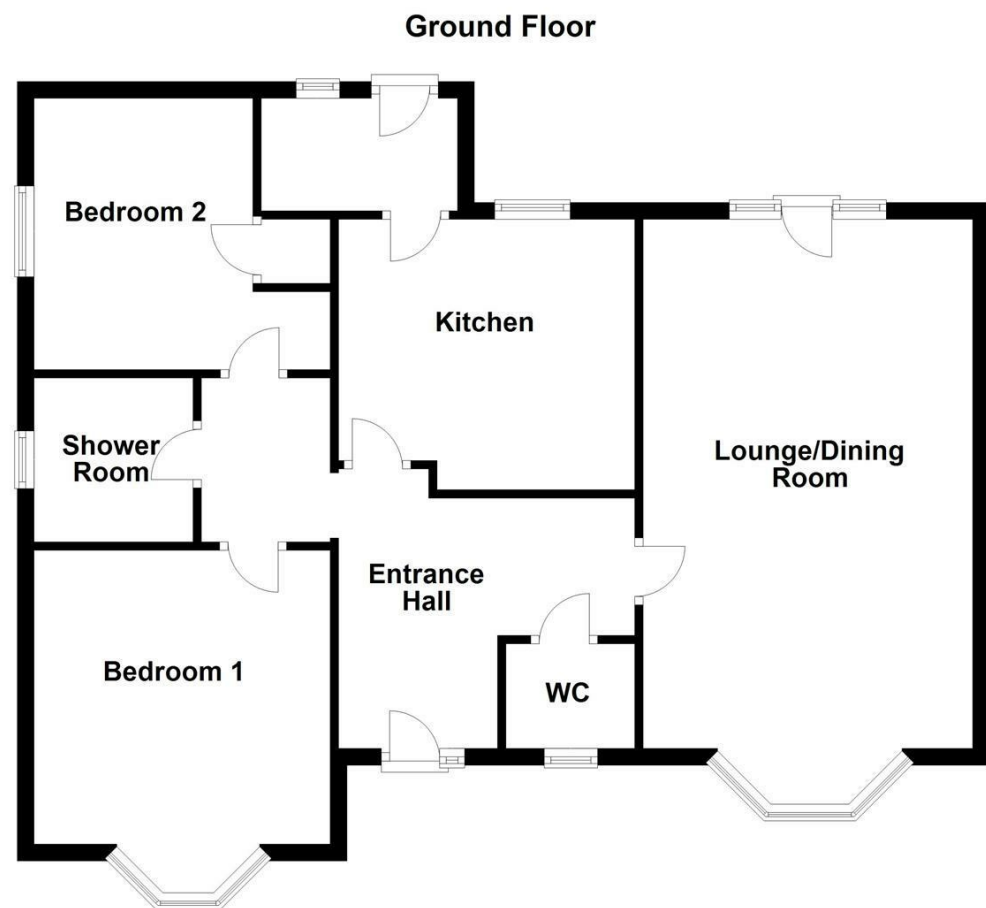 Ground Floor
Bedroom 2
Kitchen
Shower
Room
Lounge/Dining
Room
Entrance
Hall
Bedroom 1
WC